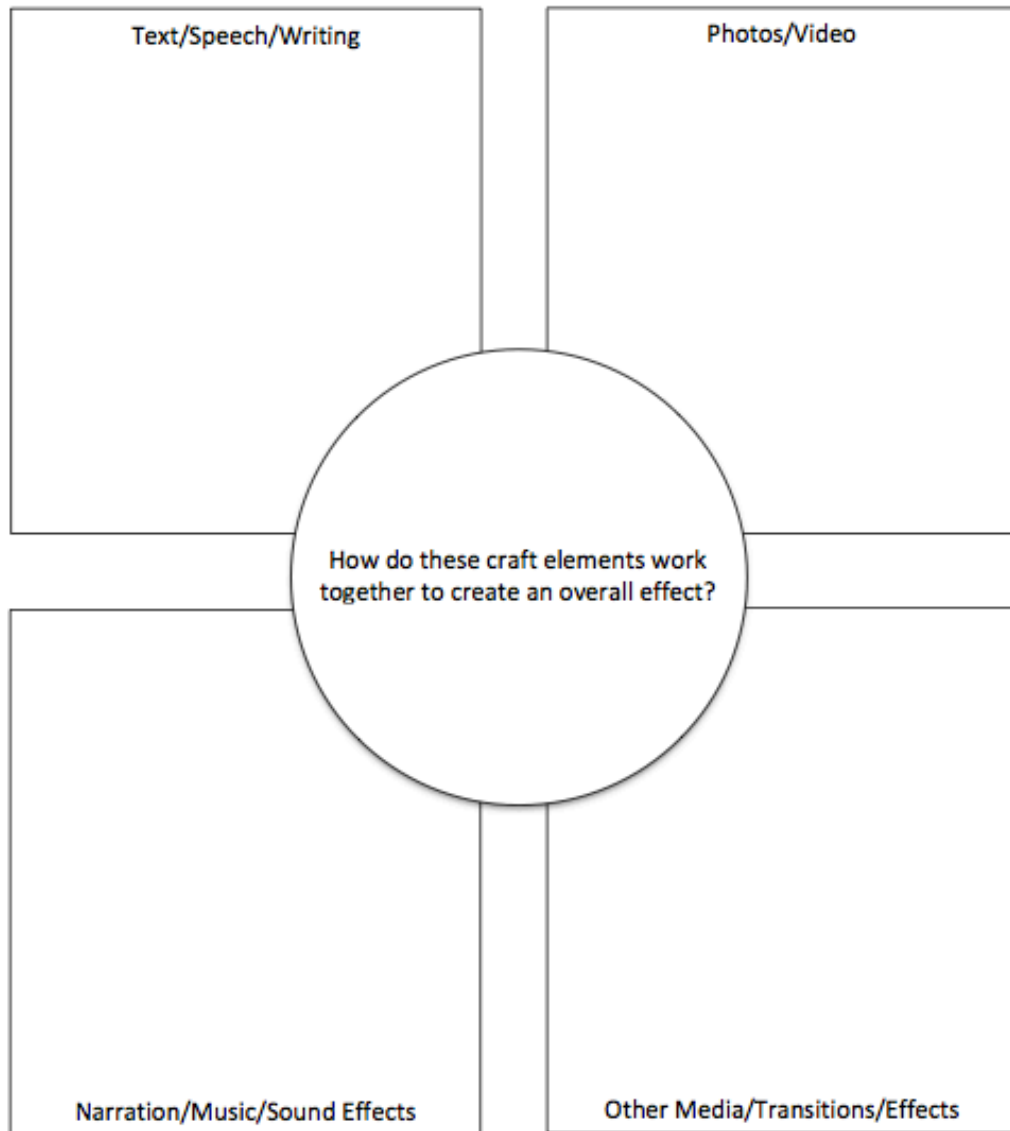 Text/Speech/Writing
Photos/Video
How do these craft elements work
together to create an overall effect?
Narration/Music/Sound Effects
Other Media/Transitions/Effects